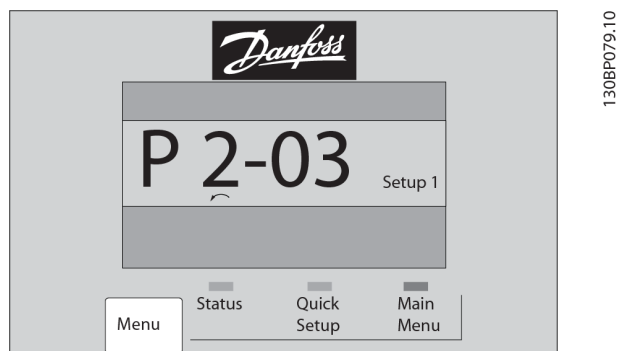 Danfoss
130BP079.10
P 2-03
Setup 1
Status
Quick Setup
Main Menu
Menu